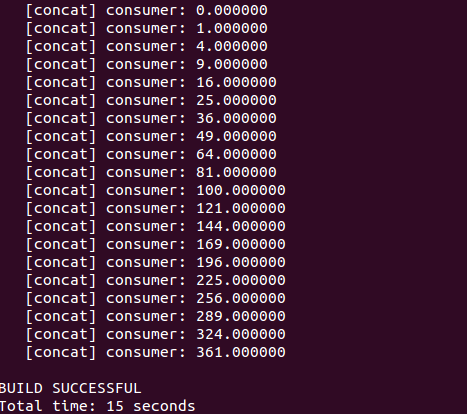 [concat] consumer: 0.000000
[concat] consumer: 1.000000
[concat] consumer: 4.000000
[concat] consumer: 9.000000
[concat] consumer: 16.000000
[concat] consumer: 25.000000
[concat] consumer: 36.000000
[concat] consumer: 49.000000
[concat] consumer: 64.000000
[concat] consumer: 81.000000
[concat] consumer: 100.000000
[concat] consumer: 121.000000
[concat] consumer: 144.000000
[concat] consumer: 169.000000
[concat] consumer: 196.000000
[concat] consumer: 225.000000
[concat] consumer: 256.000000
[concat] consumer: 289.000000
[concat] consumer: 324.000000
[concat] consumer: 361.000000
BUILD SUCCESSFUL
Total time: 15 seconds